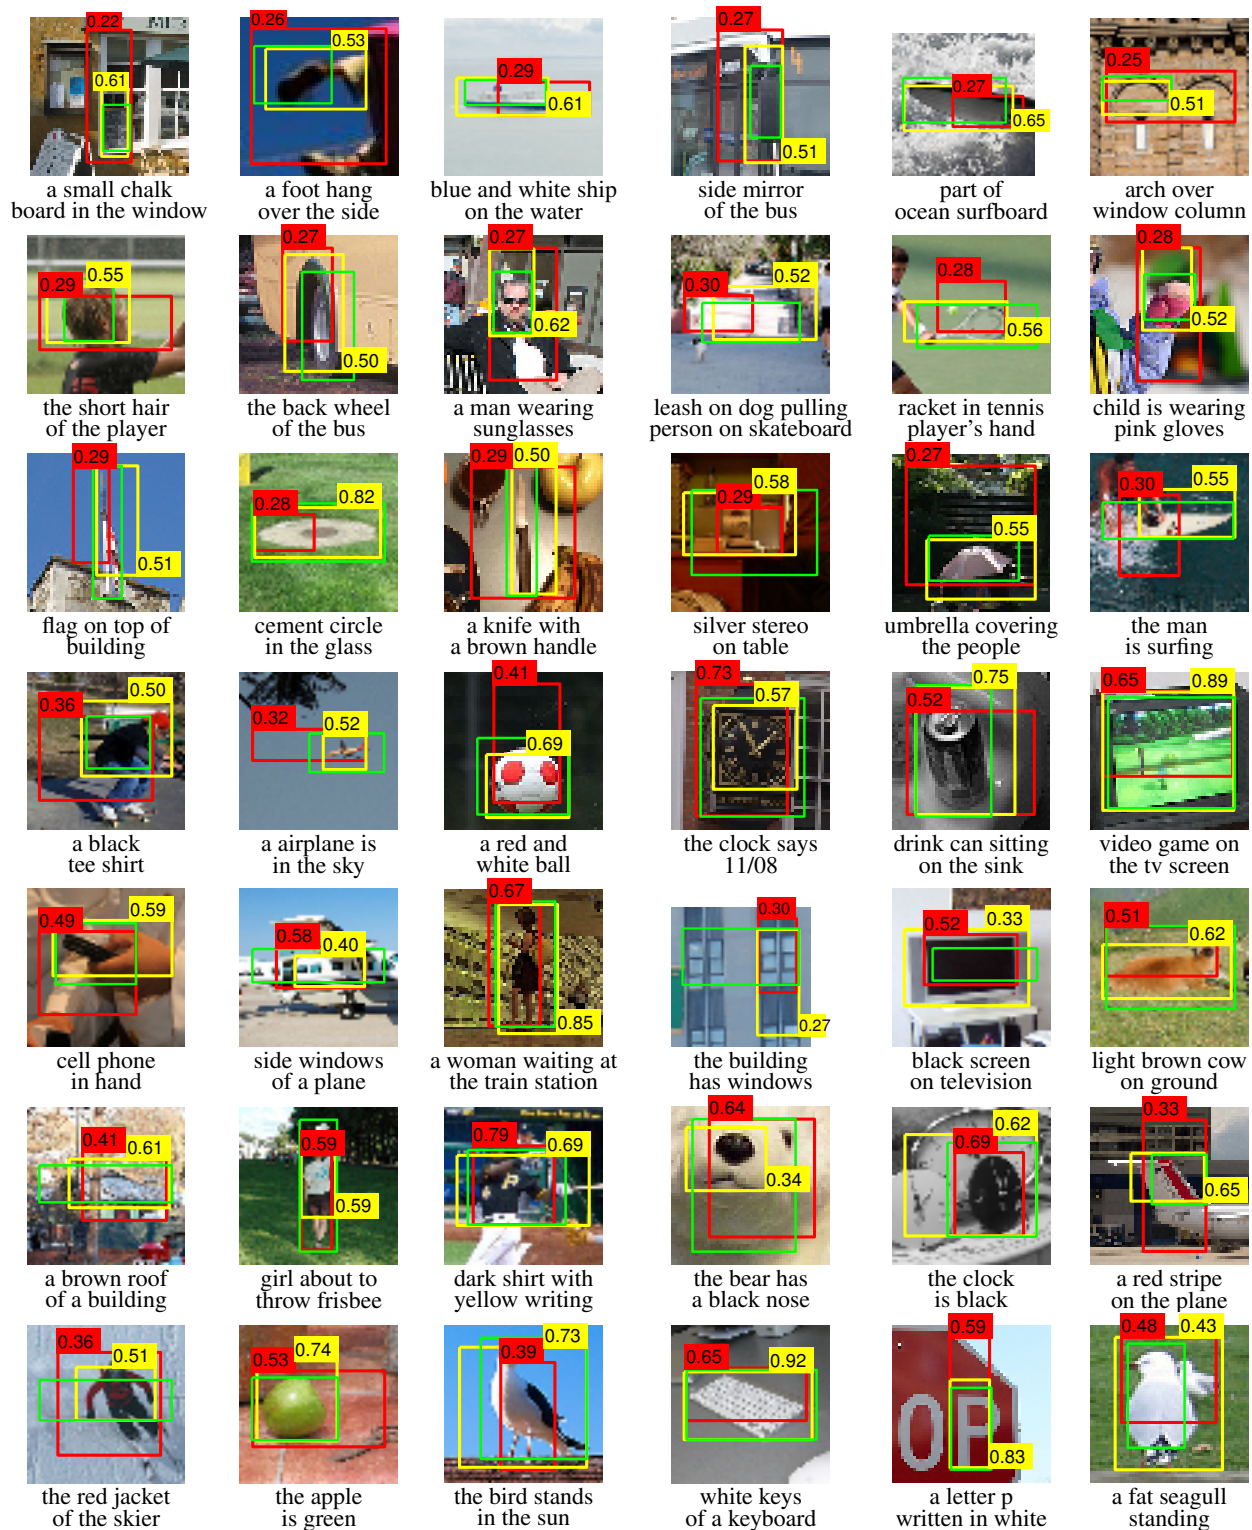 0.22 0.61
0.26 0.53
0.29 0.61
0.27 0.51
0.27 0.65
0.25 0.51
a small chalk
board in the window
a foot hang
over the side
blue and white ship
on the water
side mirror
of the bus
part of
ocean surfboard
arch over
window column
0.29 0.55
0.27 0.50
0.27 0.62
0.30 0.52
0.28 0.56
0.28 0.52
the short hair
of the player
the back wheel
of the bus
a man wearing
sunglasses
leash on dog pulling
person on skateboard
racket in tennis
player's hand
child is wearing
pink gloves
0.29 0.51
0.28 0.82
0.29 0.50
0.29 0.58
0.27 0.55
0.30 0.55
flag on top of
building
cement circle
in the glass
a knife with
a brown handle
silver stereo
on table
umbrella covering
the people
the man
is surfing
0.36 0.50
0.32 0.52
0.41 0.69
0.73 0.57
0.52 0.75
0.65 0.89
a black
tee shirt
a airplane is
in the sky
a red and
white ball
the clock says
11/08
drink can sitting
on the sink
video game on
the tv screen
0.49 0.59
0.58 0.40
0.67 0.85
0.30 0.27
0.52 0.33
0.51 0.62
cell phone
in hand
side windows
of a plane
a woman waiting at
the train station
the building
has windows
black screen
on television
light brown cow
on ground
0.41 0.61
0.59 0.59
0.79 0.69
P
0.64 0.34
0.69 0.62
0.33 0.65
a brown roof
of a building
girl about to
throw frisbee
dark shirt with
yellow writing
the bear has
a black nose
the clock
is black
a red stripe
on the plane
0.36 0.51
0.53 0.74
0.39 0.73
0.65 0.92
0.59 0.83
OP
0.48 0.43
the red jacket
of the skier
the apple
is green
the bird stands
in the sun
white keys
of a keyboard
a letter p
written in white
a fat seagull
standing